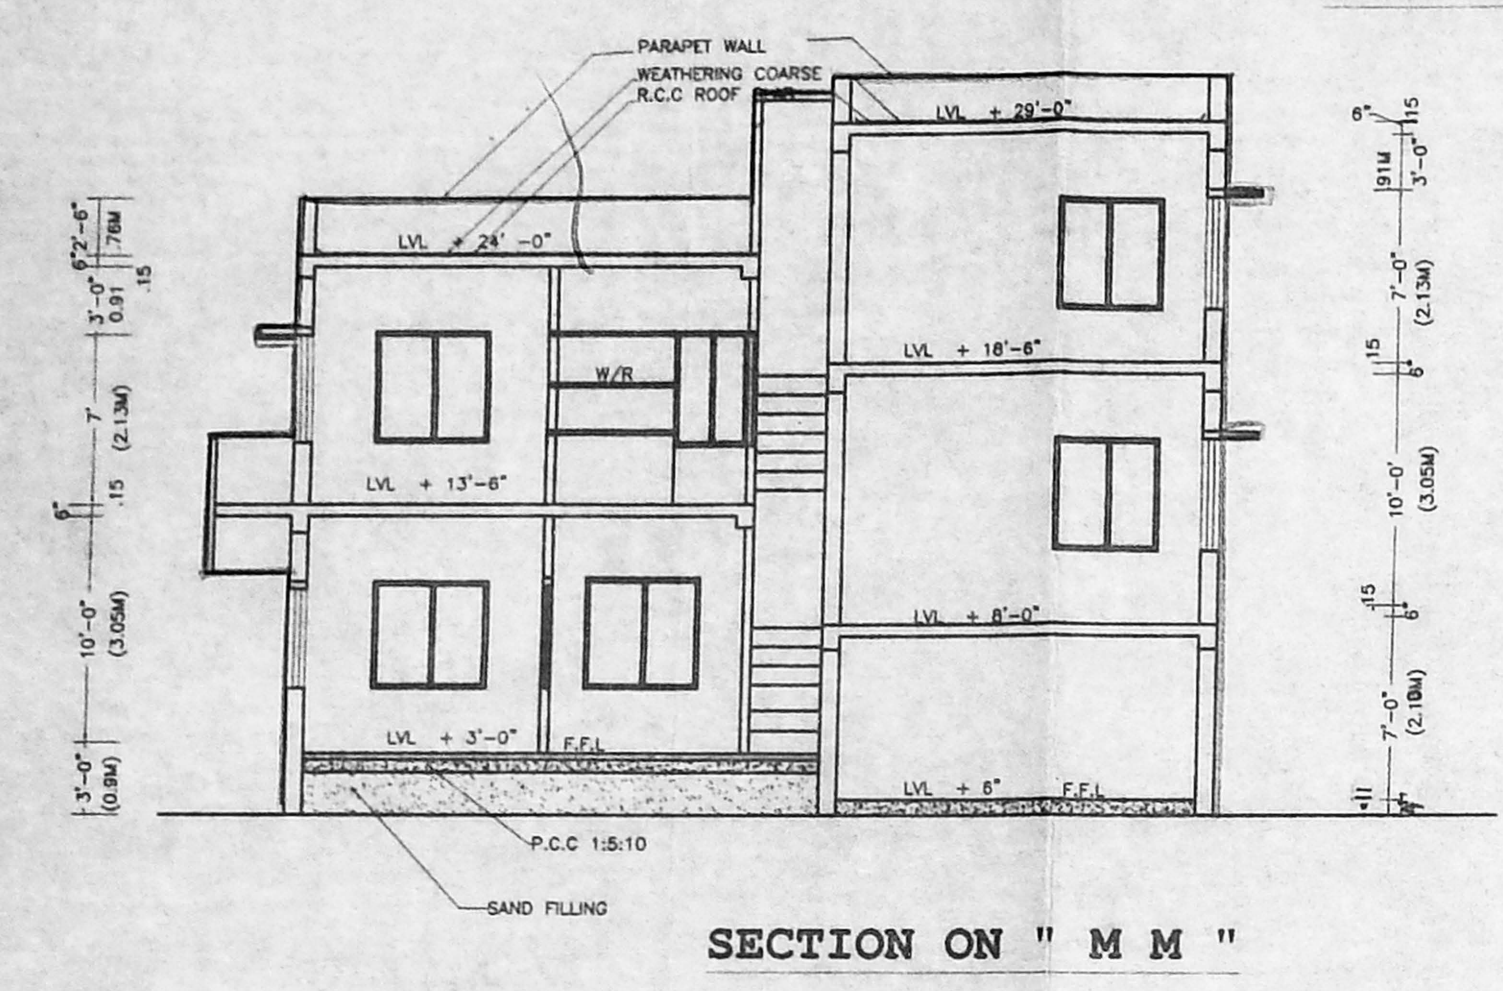 PARAPET WALL
WEATHERING COARSE
R.C.C ROOF
LVL + 29'-0"
LVL + 24' -0"
LVL + 18'-6"
W/R
LVL + 13'-6"
LVL + 8'-0"
LVL + 3'-0"
F.F.L
LVL + 6"
F.F.L
P.C.C 1:5:10
SAND FILLING
SECTION ON " M M "
2'-6"
.76M
6"
.15
3'-0"
0.91
7'
(2.13M)
6"
.15
10'-0"
(3.05M)
3'-0"
(0.9M)
6"
.15
.91M
3'-0"
7'-0"
(2.13M)
.15
6"
10'-0'
(3.05M)
.15
6"
7'-0"
(2.10M)